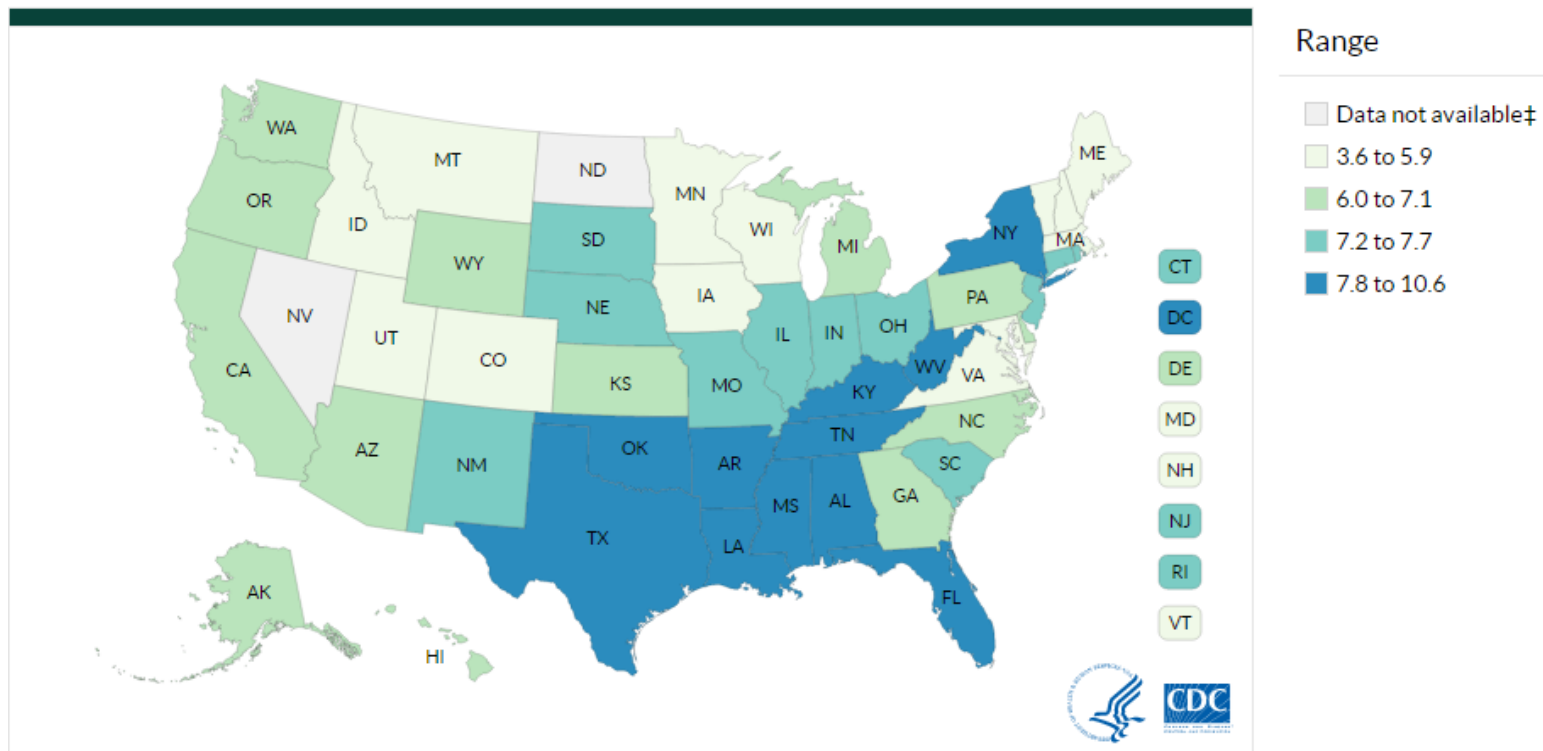 Range
Data not available‡
3.6 to 5.9
6.0 to 7.1
7.2 to 7.7
7.8 to 10.6
WA
MT
ND
MN
ME
OR
ID
SD
WI
MI
NY
MA
WY
IA
PA
NE
NV
UT
CO
IL
IN
OH
WV
VA
CA
KS
MO
KY
NC
AZ
NM
OK
AR
TN
SC
TX
LA
MS
AL
GA
FL
AK
HI
CT
DC
DE
MD
NH
NJ
RI
VT
CDC